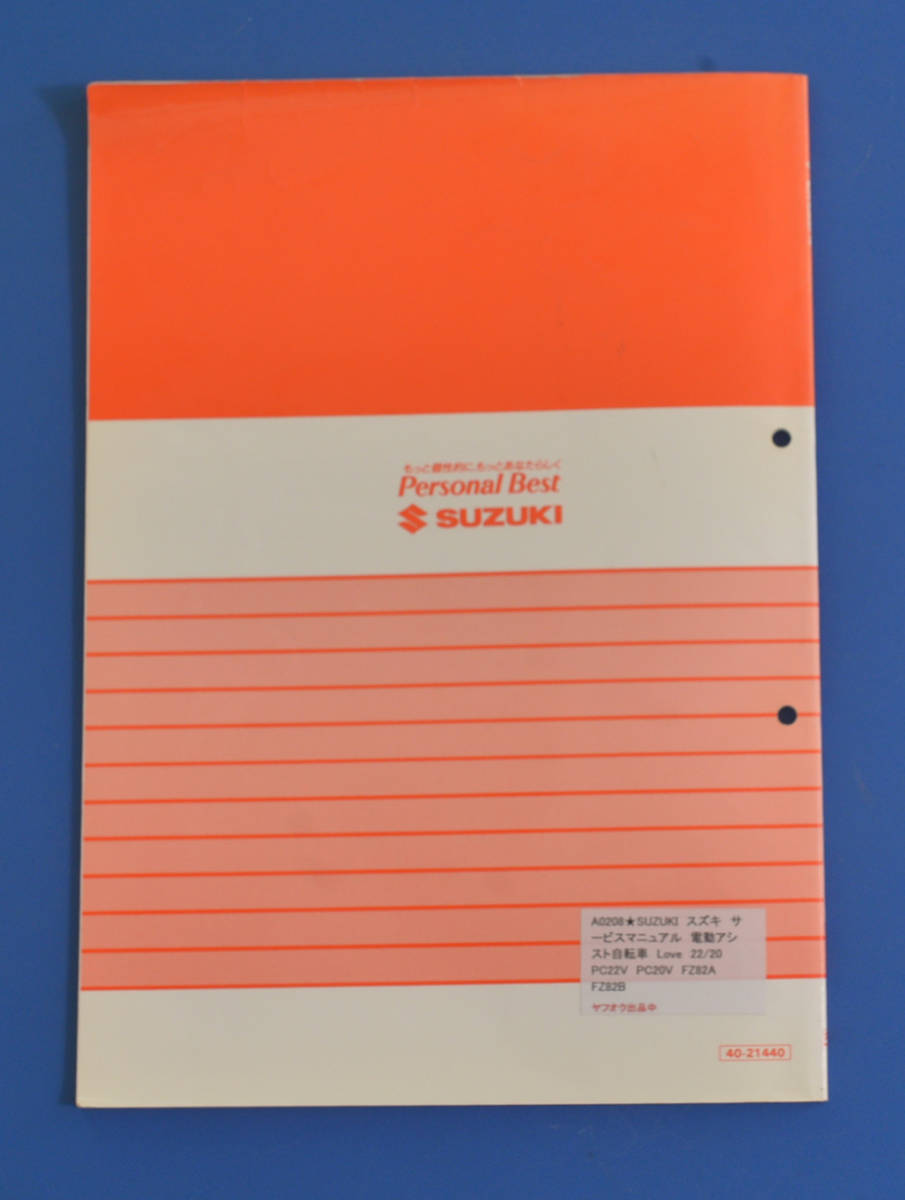 もっと個性的に、もっとあなたらしく
Personal Best
SUZUKI
A0208★SUZUKI スズキ サ
ービスマニュアル 電動アシ
スト自転車 Love 22/20
PC22V PC20V FZ82A
FZ82B
ヤフオウ出品中
40-21440